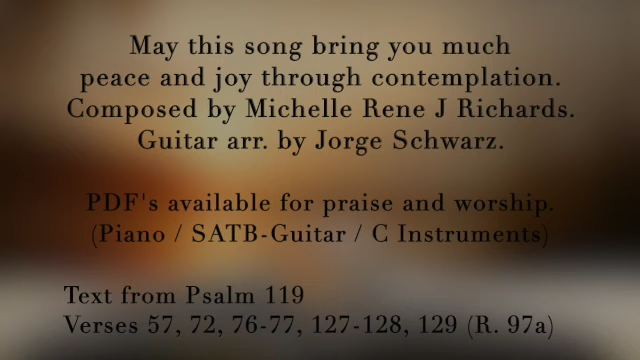 May this song bring you much
peace and joy through contemplation.
Composed by Michelle Rene J Richards.
Guitar arr. by Jorge Schwarz.
PDF's available for praise and worship.
(Piano / SATB-Guitar / C Instruments)
Text from Psalm 119
Verses 57, 72, 76-77, 127-128, 129 (R. 97a)